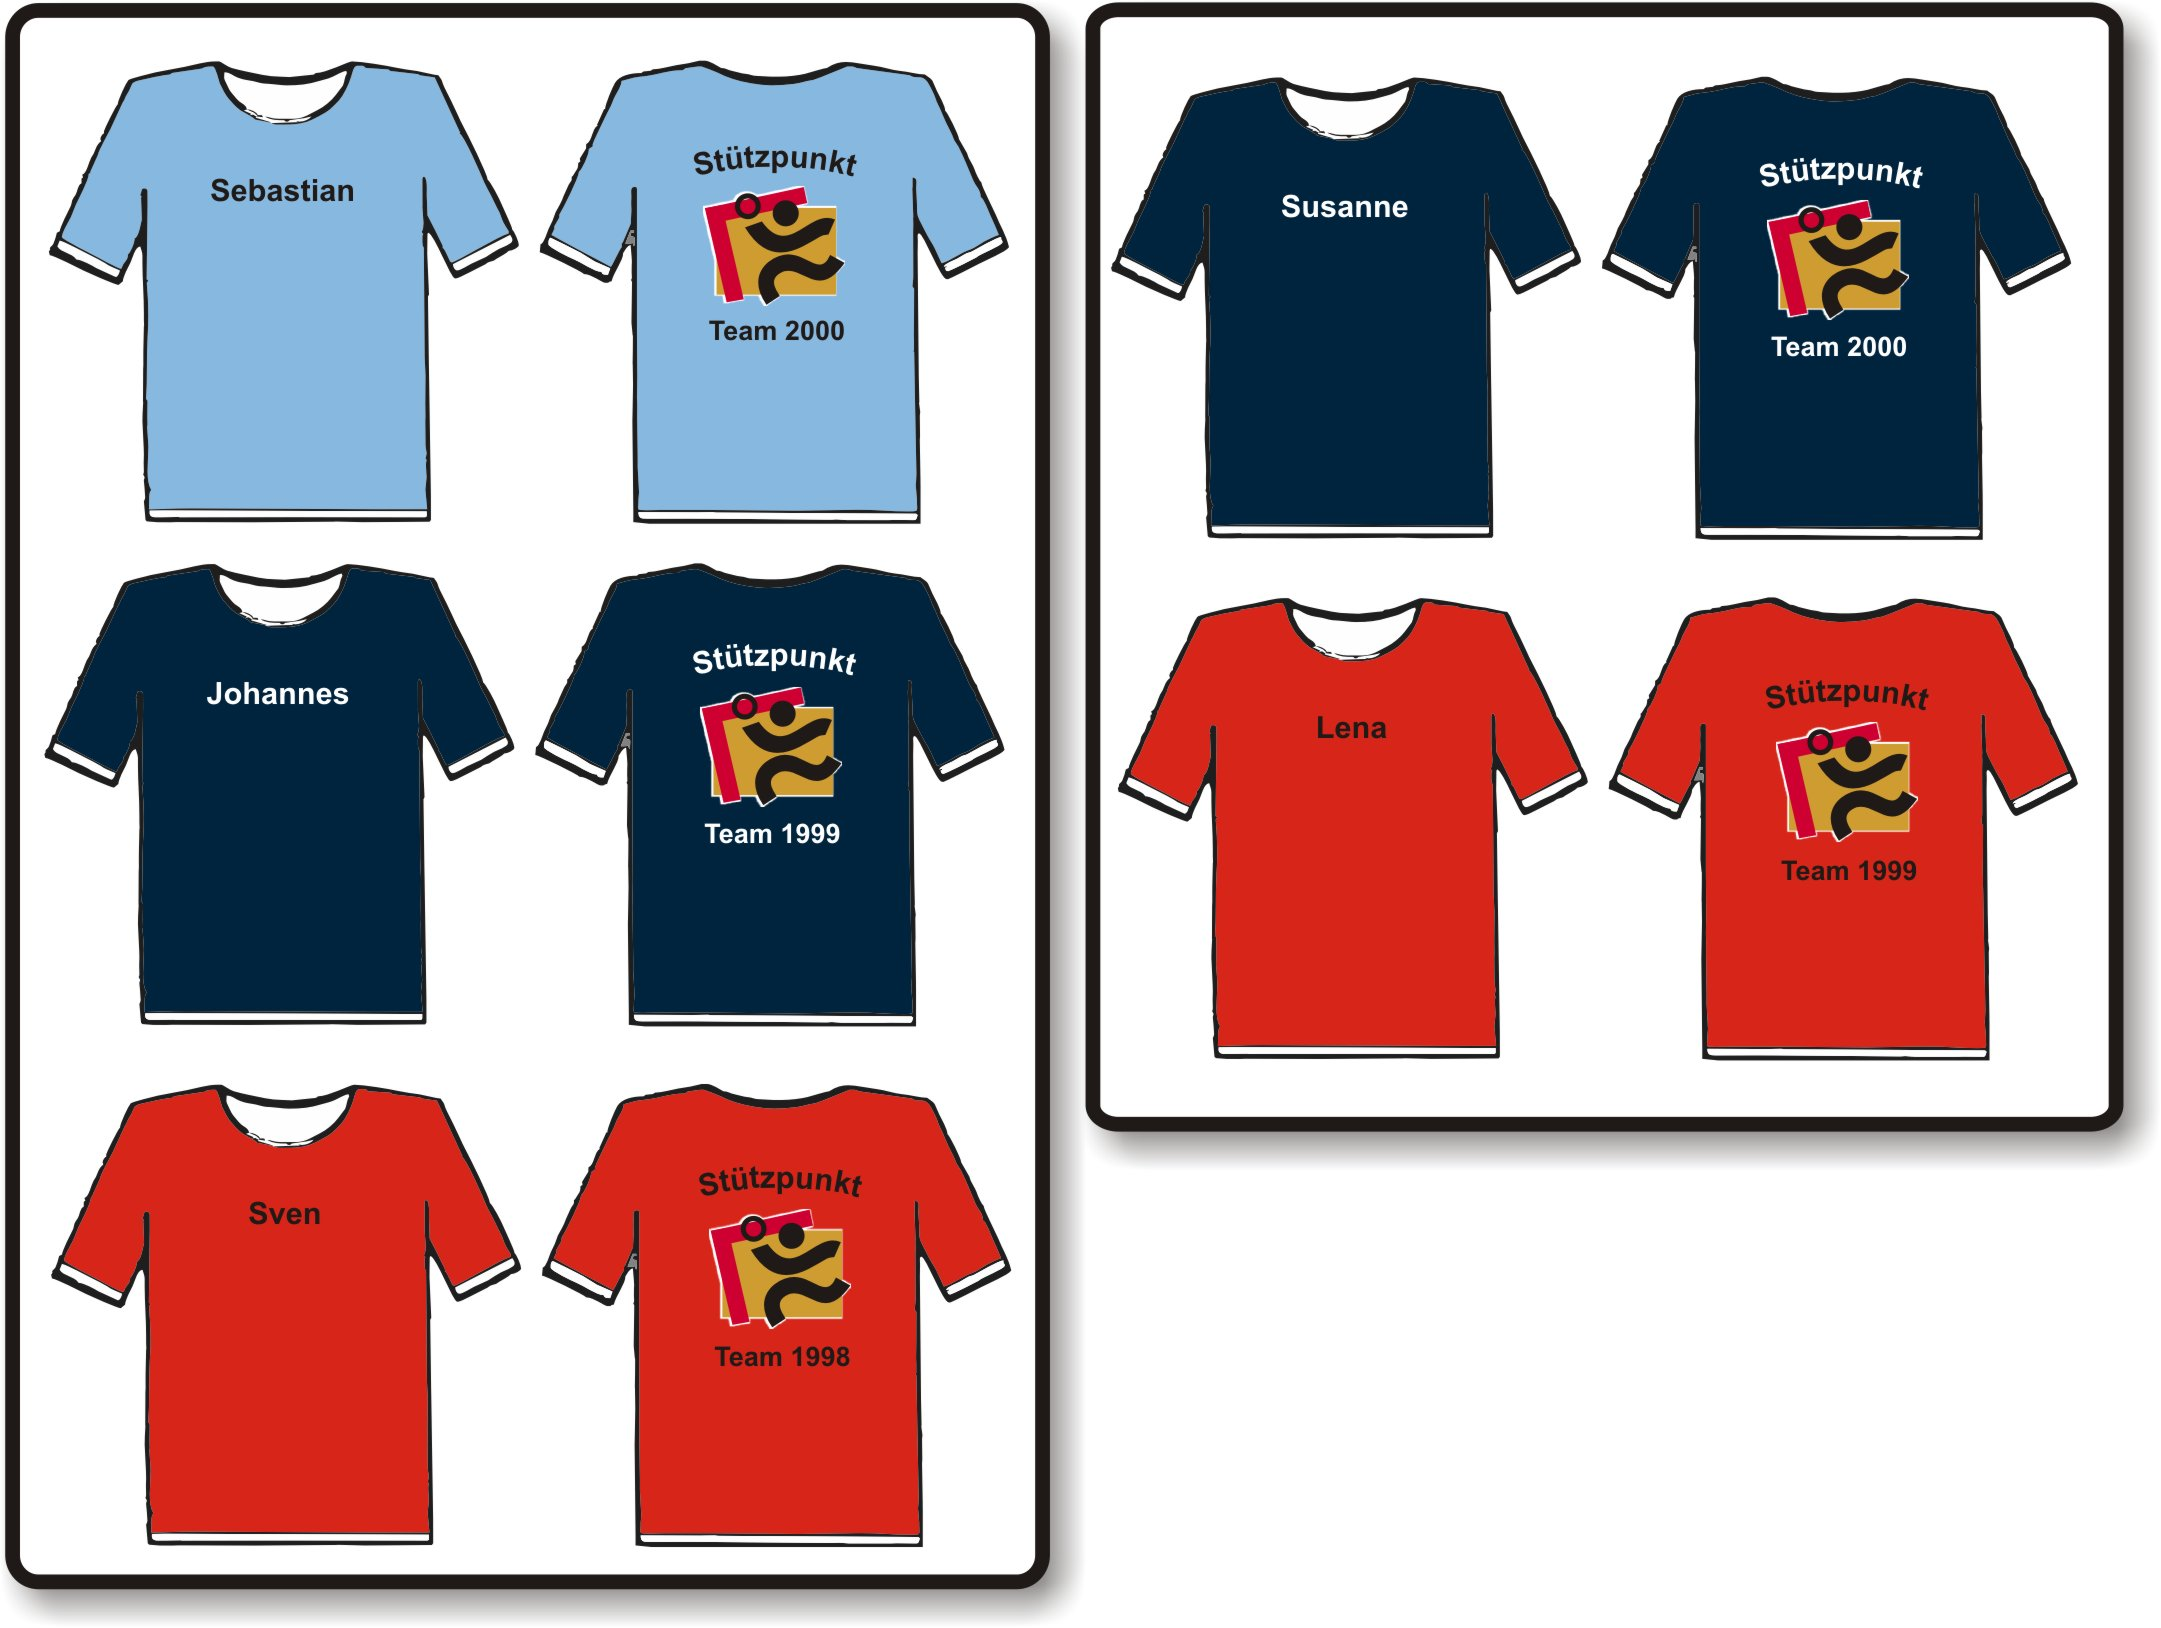 Sebastian
Stützpunkt
Team 2000
Johannes
Stützpunkt
Team 1999
Sven
Stützpunkt
Team 1998
Susanne
Stützpunkt
Team 2000
Lena
Stützpunkt
Team 1999